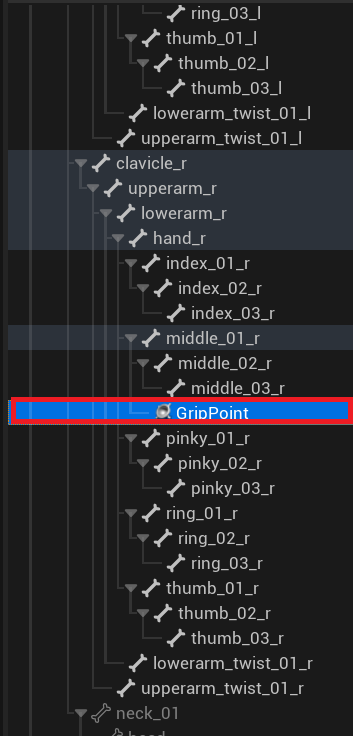 ring_03_l
thumb_01_l
thumb_02_l
thumb_03_l
lowerarm_twist_01_l
upperarm_twist_01_l
clavicle_r
upperarm_r
lowerarm_r
hand_r
index_01_r
index_02_r
index_03_r
middle_01_r
middle_02_r
middle_03_r
GripPoint
pinky_01_r
pinky_02_r
pinky_03_r
ring_01_r
ring_02_r
ring_03_r
thumb_01_r
thumb_02_r
thumb_03_r
lowerarm_twist_01_r
upperarm_twist_01_r
neck_01
head